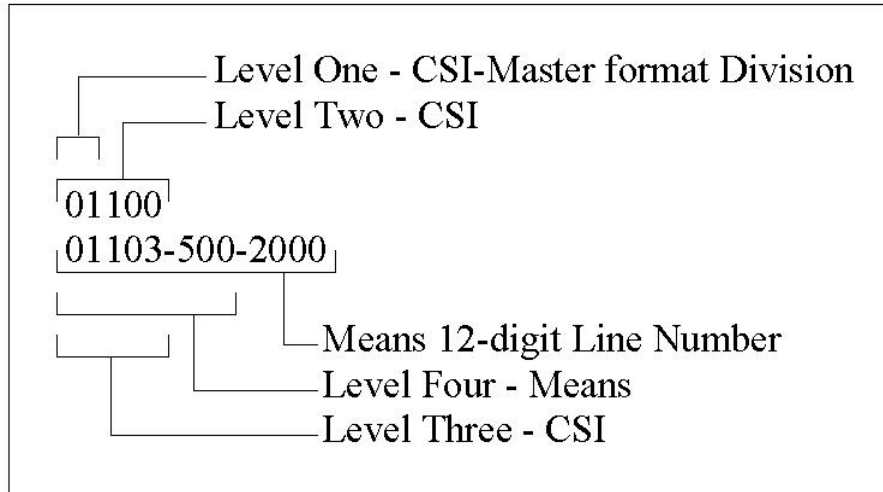 Level One - CSI-Master format Division
Level Two - CSI
01100
01103-500-2000
Means 12-digit Line Number
Level Four - Means
Level Three - CSI